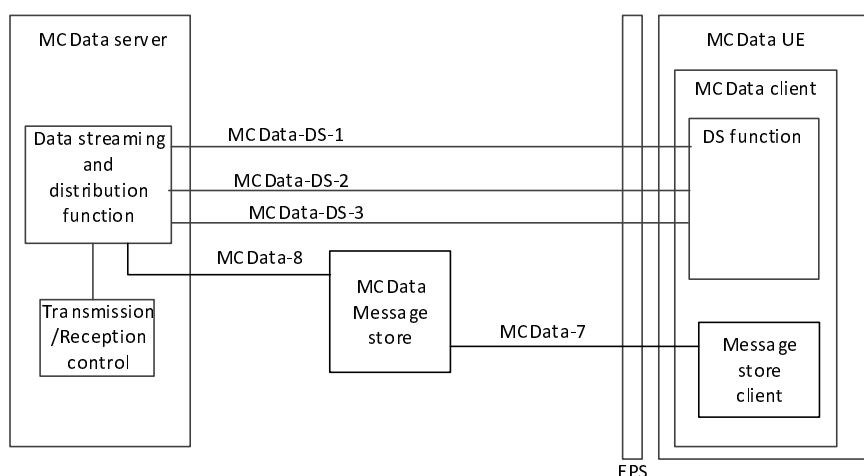 MCData server
MCData UE
MCData client
Data streaming
and
distribution
function
MCData-DS-1
MCData-DS-2
MCData-DS-3
DS function
MCData-8
MCData
Message
store
MCData-7
Transmission
/Reception
control
Message
store
client
EPS